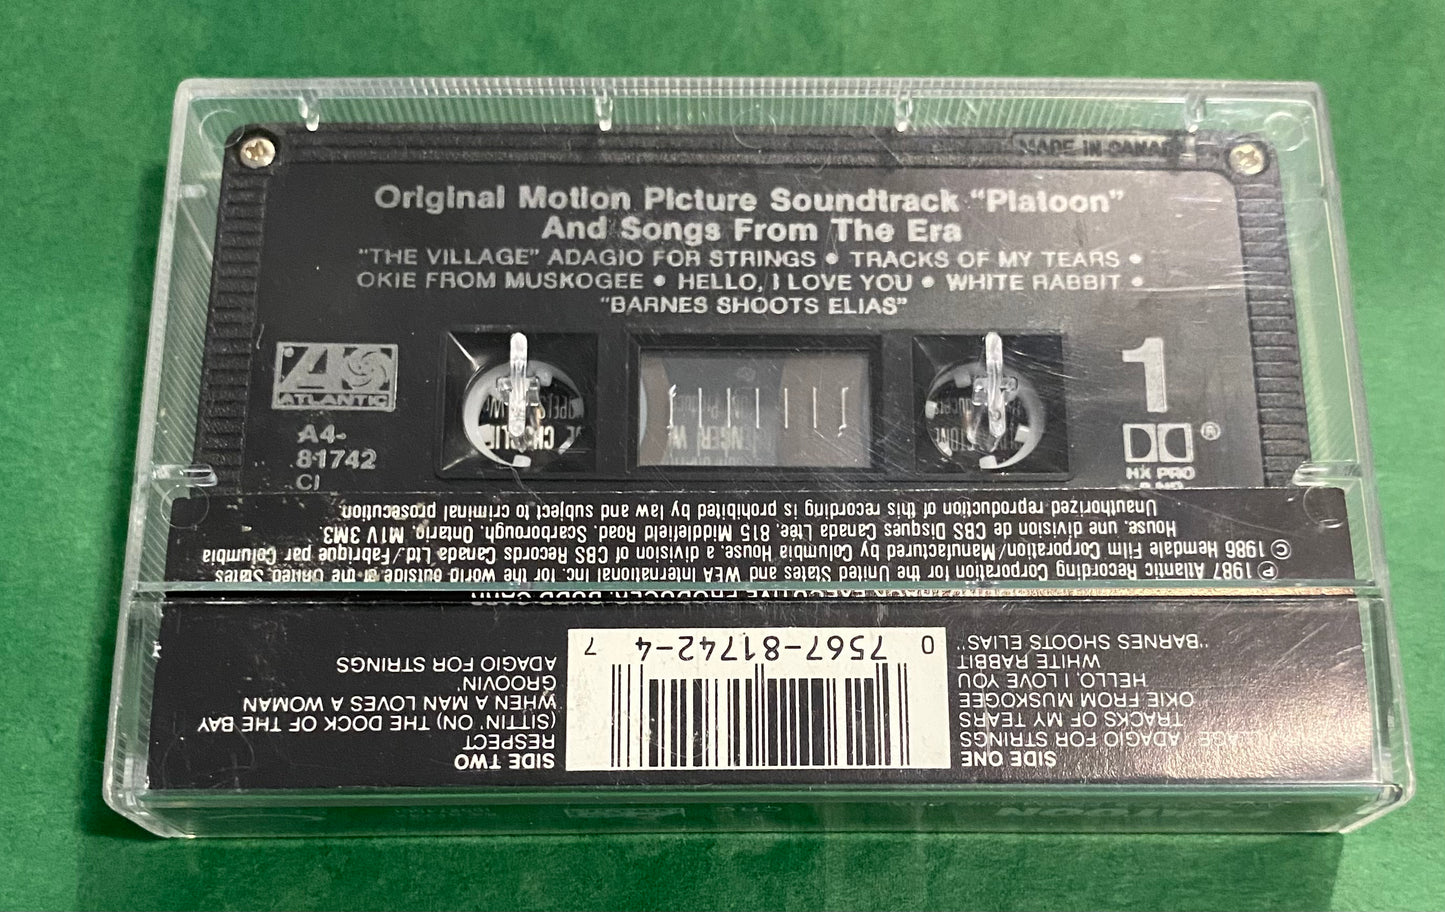 MADE IN CANADA
Original Motion Picture Soundtrack "Platoon"
And Songs From The Era
"THE VILLAGE" ADAGIO FOR STRINGS • TRACKS OF MY TEARS •
OKIE FROM MUSKOGEE • HELLO, I LOVE YOU • WHITE RABBIT •
"BARNES SHOOTS ELIAS"
ATLANTIC
A4-
81742
CI
1
®
HX PRO
Ⓟ 1987 Atlantic Recording Corporation for the United States and WEA International Inc. for the world outside of the United States
© 1986 Hemdale Film Corporation/Manufactured by Columbia House, a division of CBS Records Canada Ltd./Fabriqué par Columbia
House, une division de CBS Disques Canada Ltée, 815 Middlefield Road, Scarborough, Ontario, M1V 3M3.
Unauthorized reproduction of this recording is prohibited by law and subject to criminal prosecution.
SIDE ONE
ADAGIO FOR STRINGS
TRACKS OF MY TEARS
OKIE FROM MUSKOGEE
HELLO, I LOVE YOU
WHITE RABBIT
"BARNES SHOOTS ELIAS"
0 7567-81742-4 7
SIDE TWO
RESPECT
(SITTIN' ON) THE DOCK OF THE BAY
WHEN A MAN LOVES A WOMAN
GROOVIN'
ADAGIO FOR STRINGS